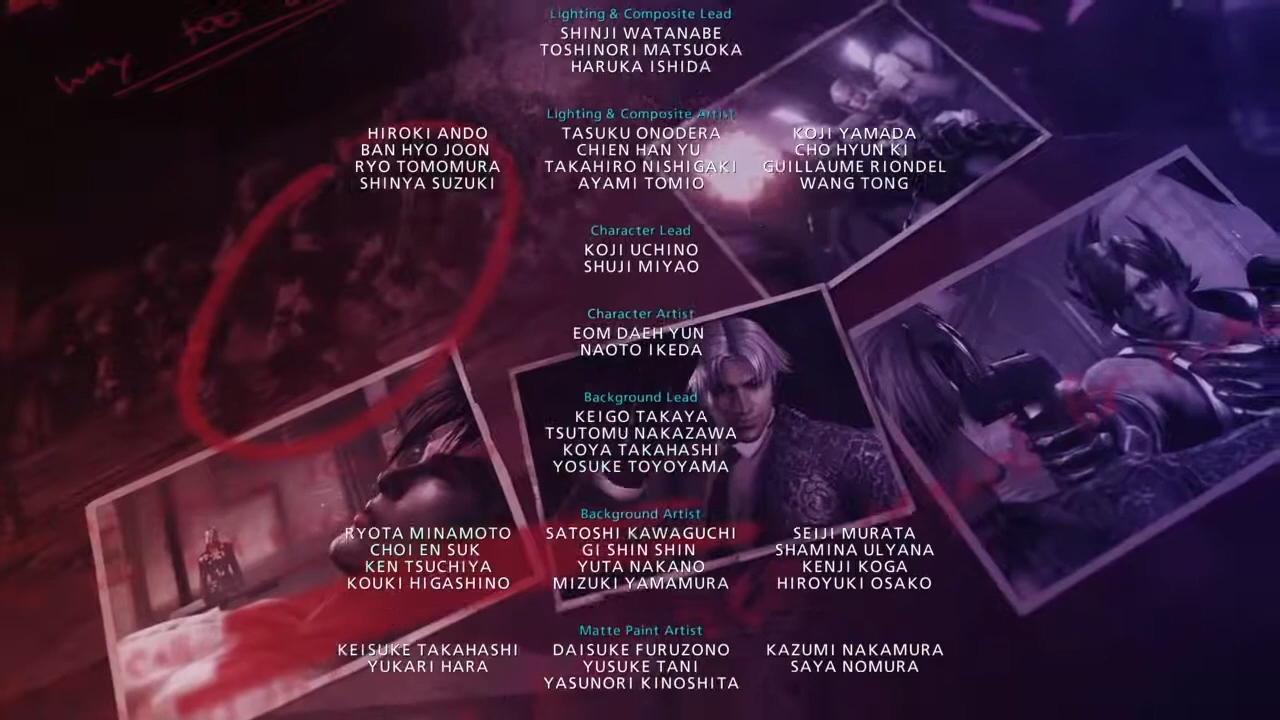 Lighting & Composite Lead
SHINJI WATANABE
TOSHINORI MATSUOKA
HARUKA ISHIDA
too
way
Lighting & Composite Artist
HIROKI ANDO TASUKU ONODERA KOJI YAMADA
BAN HYO JOON CHIEN HAN YU CHO HYUN KI
RYO TOMOMURA TAKAHIRO NISHIGAKI GUILLAUME RIONDEL
SHINYA SUZUKI AYAMI TOMIO WANG TONG
Character Lead
KOJI UCHINO
SHUJI MIYAO
Character Artist
EOM DAEH YUN
NAOTO IKEDA
Background Lead
KEIGO TAKAYA
TSUTOMU NAKAZAWA
KOYA TAKAHASHI
YOSUKE TOYOYAMA
Background Artist
RYOTA MINAMOTO SATOSHI KAWAGUCHI SEIJI MURATA
CHOI EN SUK GI SHIN SHIN SHAMINA ULYANA
KEN TSUCHIYA YUTA NAKANO KENJI KOGA
KOUKI HIGASHINO MIZUKI YAMAMURA HIROYUKI OSAKO
Matte Paint Artist
KEISUKE TAKAHASHI DAISUKE FURUZONO KAZUMI NAKAMURA
YUKARI HARA YUSUKE TANI SAYA NOMURA
YASUNORI KINOSHITA